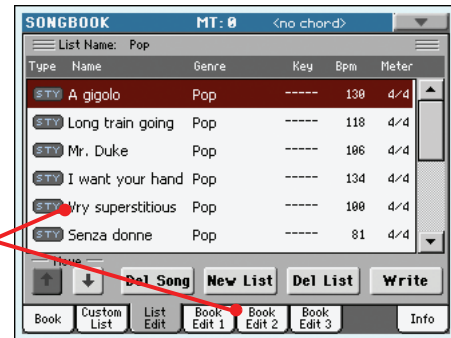 SONGBOOK MT: 0 <no chord>
List Name: Pop
Type Name Genre Key Bpm Meter
STY A gigolo Pop ----- 130 4/4
STY Long train going Pop ----- 118 4/4
STY Mr. Duke Pop ----- 106 4/4
STY I want your hand Pop ----- 134 4/4
STY Vry superstitious Pop ----- 100 4/4
STY Senza donne Pop ----- 81 4/4
Move
Del Song New List Del List Write
Book Custom List List Edit Book Edit 1 Book Edit 2 Book Edit 3 Info